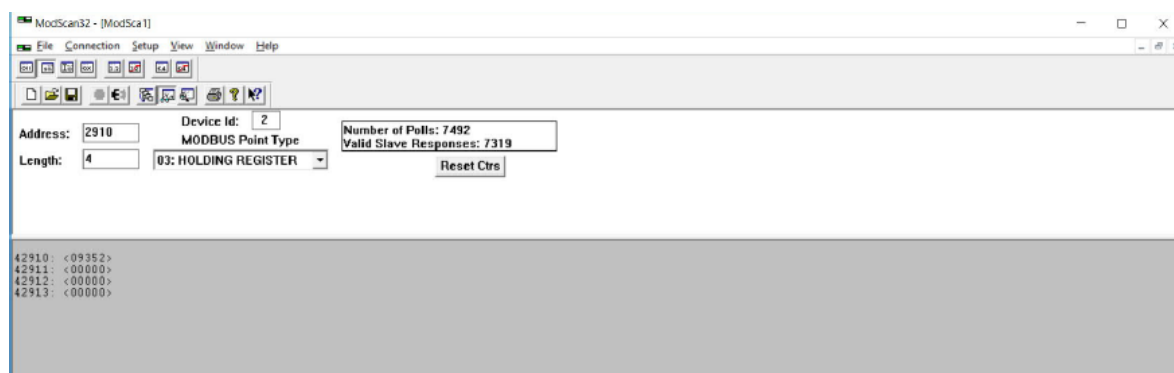 ModScan32 - [ModSca1]
File Connection Setup View Window Help
Address: 2910
Device Id: 2
MODBUS Point Type
Length: 4
03: HOLDING REGISTER
Number of Polls: 7492
Valid Slave Responses: 7319
Reset Ctrs
42910: <09352>
42911: <00000>
42912: <00000>
42913: <00000>